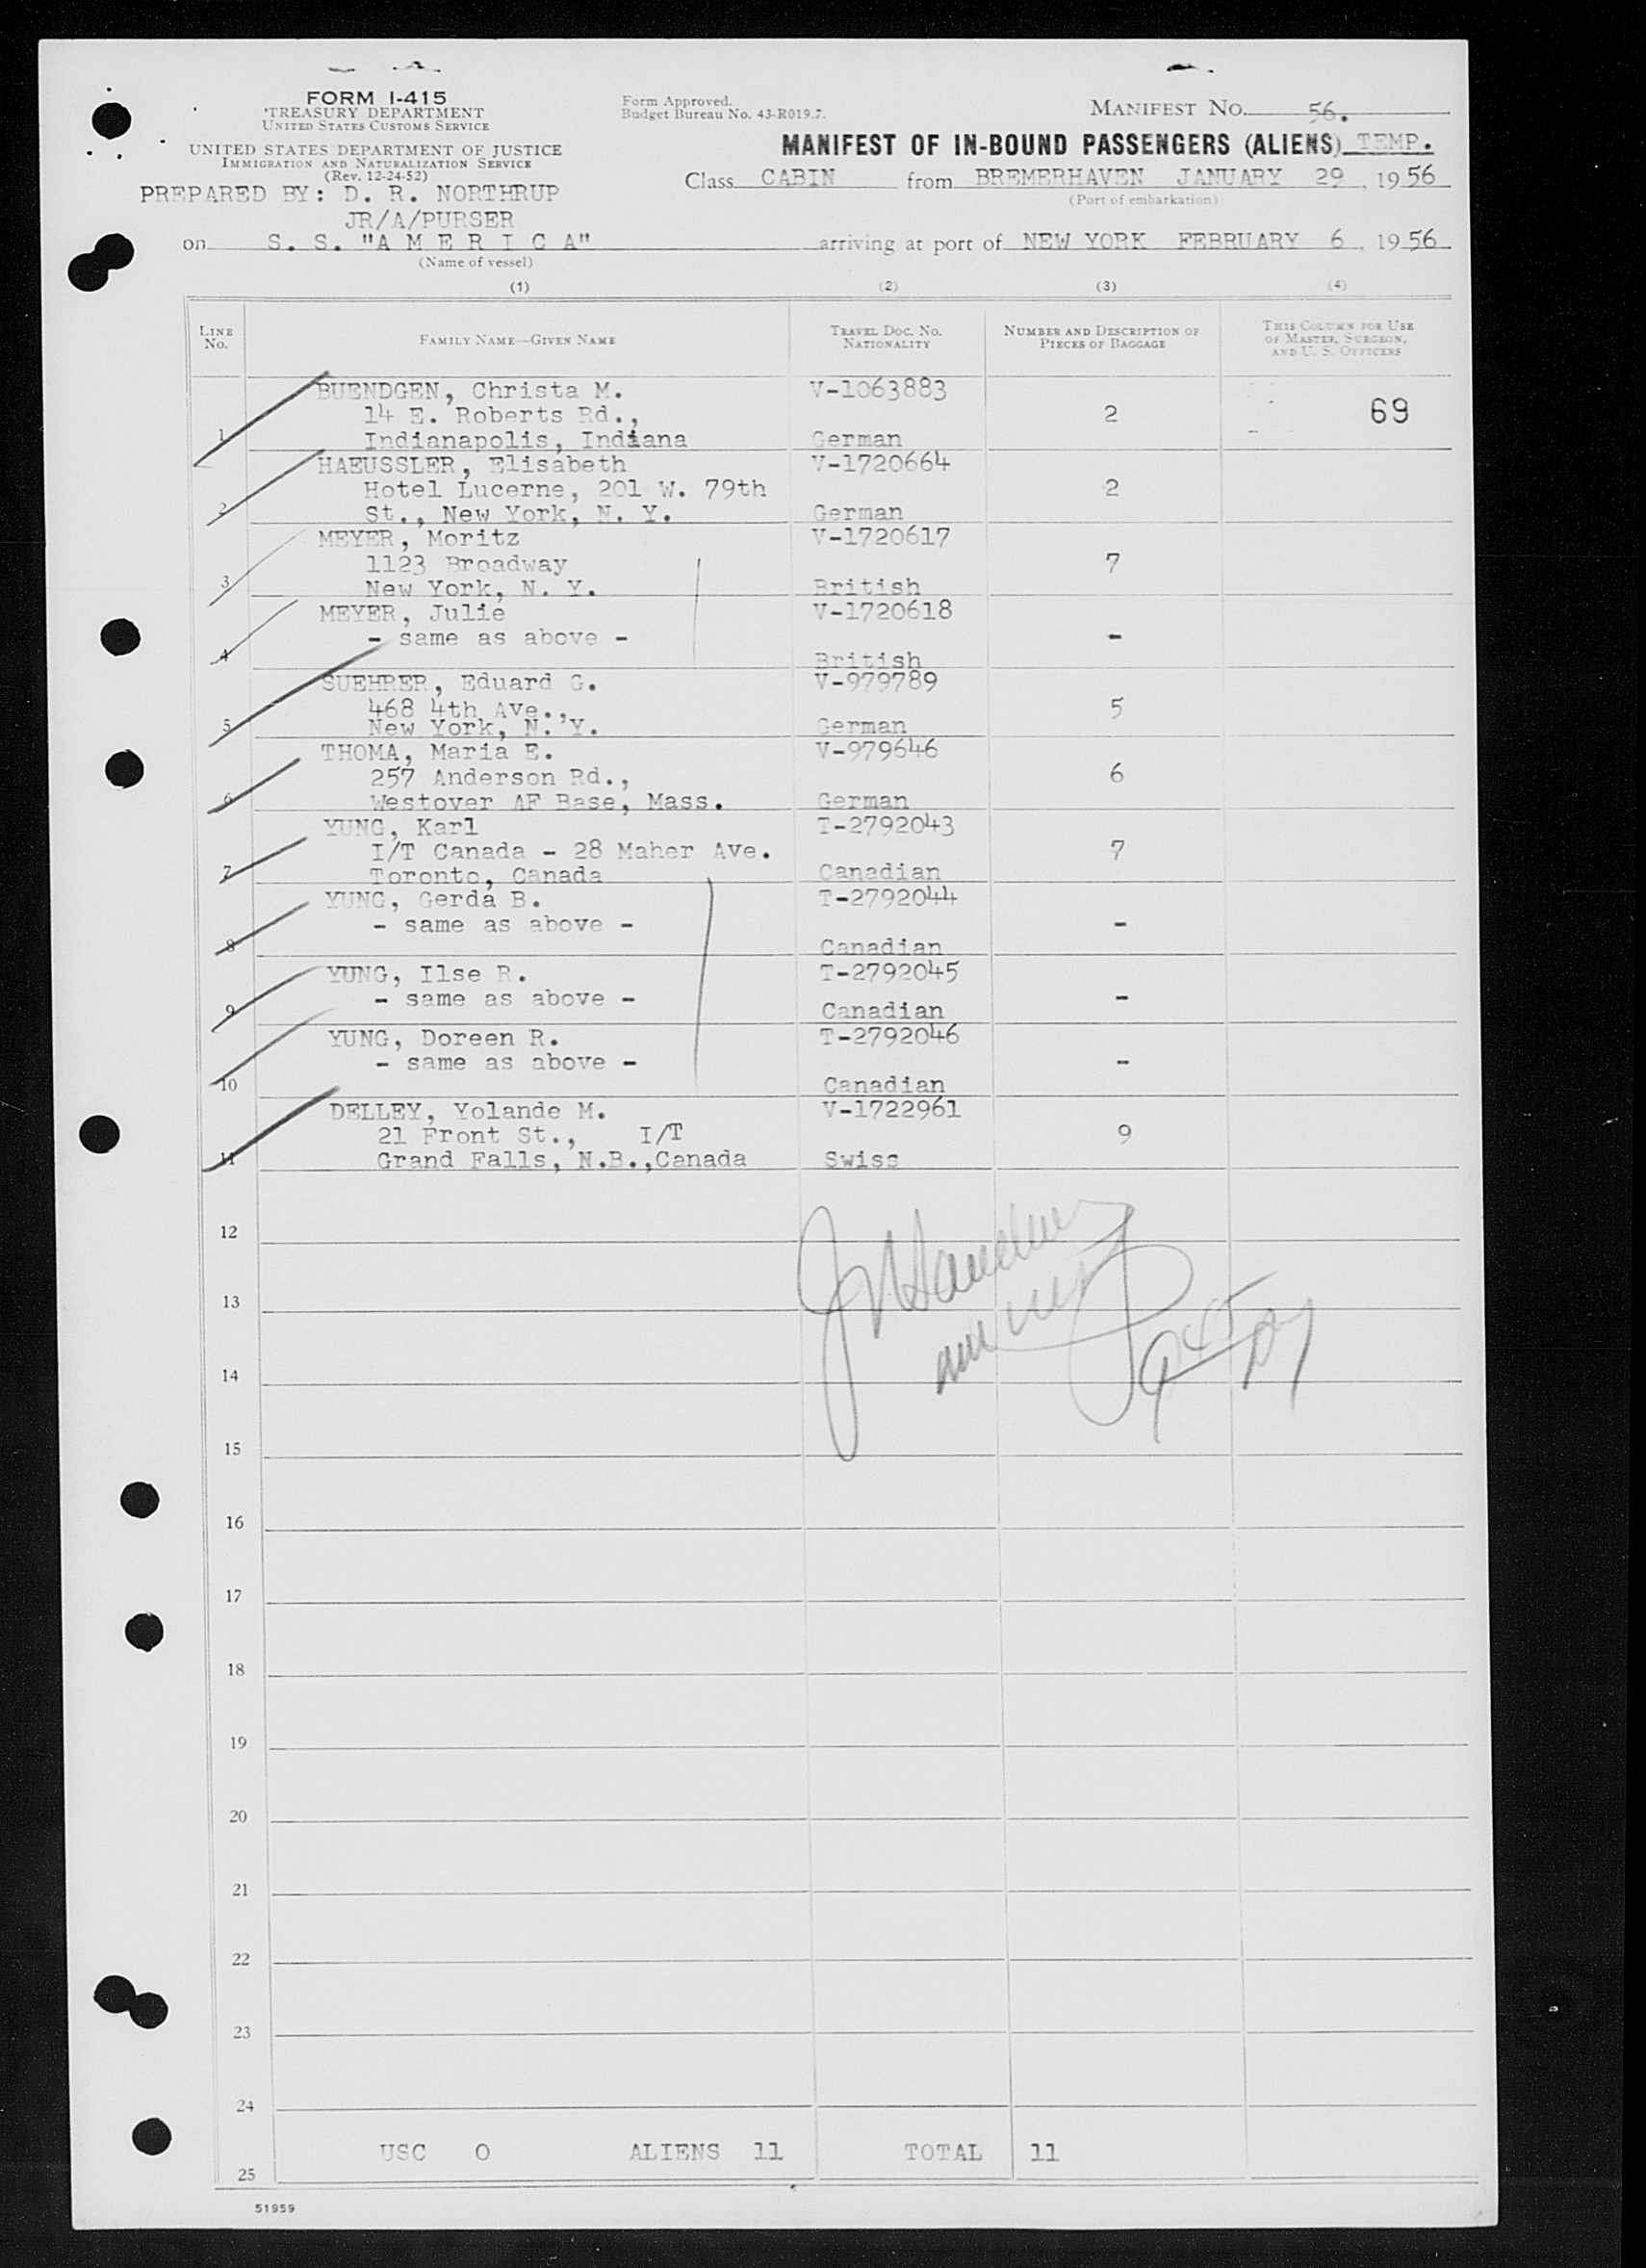 FORM I-415
TREASURY DEPARTMENT
UNITED STATES CUSTOMS SERVICE
UNITED STATES DEPARTMENT OF JUSTICE
IMMIGRATION AND NATURALIZATION SERVICE
(Rev. 12-24-52)
PREPARED BY: D. R. NORTHRUP
JR/A/PURSER
Form Approved.
Budget Bureau No. 43-R019.7.
MANIFEST NO. 56.
MANIFEST OF IN-BOUND PASSENGERS (ALIENS) TEMP.
Class CABIN from BREMERHAVEN JANUARY 29, 1956
(Port of embarkation)
on S. S. "A M E R I C A" arriving at port of NEW YORK FEBRUARY 6, 1956
(Name of vessel)
(1) (2) (3) (4)
LINE NO. FAMILY NAME—GIVEN NAME TRAVEL DOC. NO. NATIONALITY NUMBER AND DESCRIPTION OF PIECES OF BAGGAGE THIS COLUMN FOR USE OF MASTER, SURGEON, AND U. S. OFFICERS
BUENDGEN, Christa M. V-1063883
14 E. Roberts Rd., 2 69
1 Indianapolis, Indiana German
HAEUSSLER, Elisabeth V-1720664
Hotel Lucerne, 201 W. 79th 2
2 St., New York, N. Y. German
MEYER, Moritz V-1720617
1123 Broadway 7
3 New York, N. Y. British
MEYER, Julie V-1720618
- same as above - -
4 British
SUEHRER, Eduard G. V-979789
468 4th Ave., 5
5 New York, N. Y. German
THOMA, Maria E. V-979646
257 Anderson Rd., 6
6 Westover AF Base, Mass. German
YUNG, Karl T-2792043
I/T Canada - 28 Maher Ave. 7
7 Toronto, Canada Canadian
YUNG, Gerda B. T-2792044
- same as above - -
8 Canadian
YUNG, Ilse R. T-2792045
- same as above - -
9 Canadian
YUNG, Doreen R. T-2792046
- same as above - -
10 Canadian
DELLEY, Yolande M. V-1722961
21 Front St., I/T 9
11 Grand Falls, N.B.,Canada Swiss
12
13
14
15
16
17
18
19
20
21
22
23
24
USC 0 ALIENS 11 TOTAL 11
25
51959